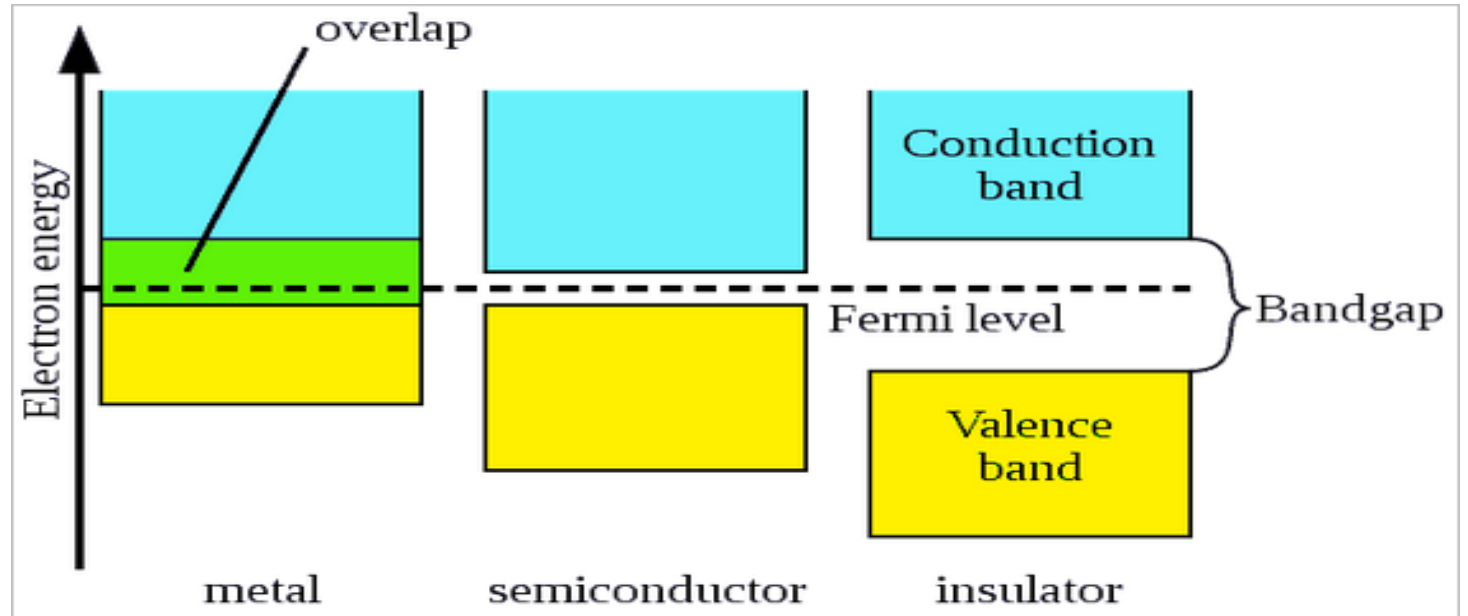 overlap
Electron energy
Conduction
band
Fermi level
Bandgap
Valence
band
metal
semiconductor
insulator